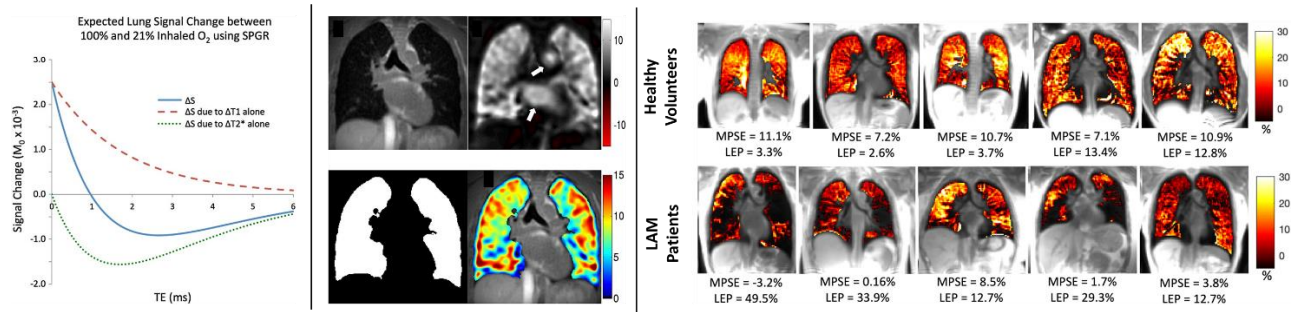 Expected Lung Signal Change between
100% and 21% Inhaled O₂ using SPGR
3.0
2.0
1.0
0.0
-1.0
-2.0
0
1
2
3
4
5
6
Signal Change (M₀ x 10⁻³)
TE (ms)
ΔS
ΔS due to ΔT1 alone
ΔS due to ΔT2* alone
10
5
0
-5
-10
15
10
5
0
Healthy
Volunteers
MPSE = 11.1%
LEP = 3.3%
MPSE = 7.2%
LEP = 2.6%
MPSE = 10.7%
LEP = 3.7%
MPSE = 7.1%
LEP = 13.4%
MPSE = 10.9%
LEP = 12.8%
30
20
10
0
%
LAM
Patients
MPSE = -3.2%
LEP = 49.5%
MPSE = 0.16%
LEP = 33.9%
MPSE = 8.5%
LEP = 12.7%
MPSE = 1.7%
LEP = 29.3%
MPSE = 3.8%
LEP = 12.7%
30
20
10
0
%